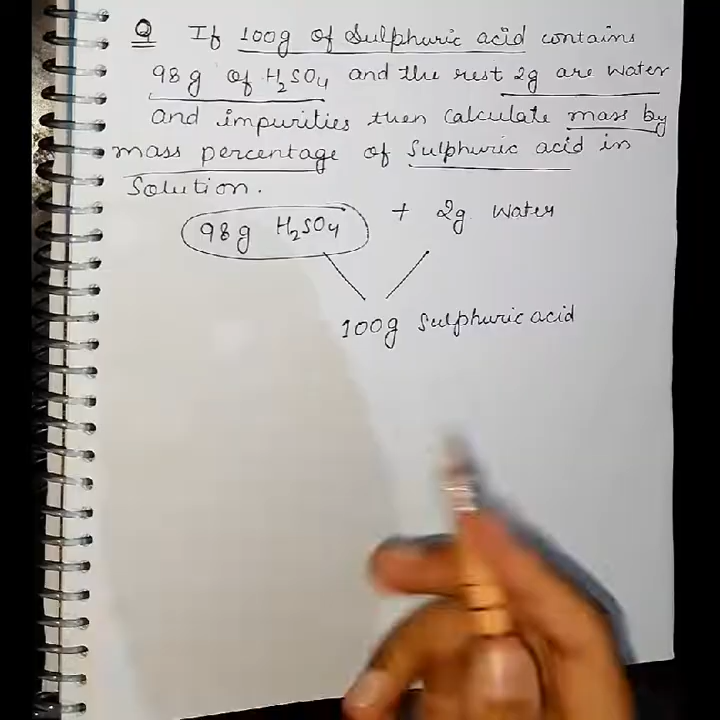 Q If 100g of Sulphuric acid contains
98g of H₂SO₄ and the rest 2g are water
and impurities then calculate mass by
mass percentage of Sulphuric acid in
Solution.
98g H₂SO₄ + 2g water
100g Sulphuric acid